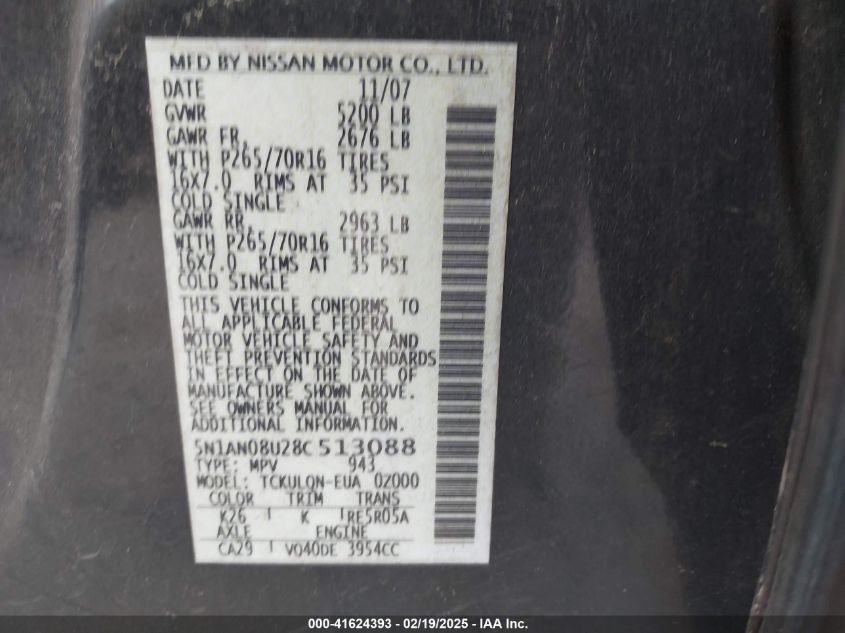 MFD BY NISSAN MOTOR CO., LTD.
DATE 11/07
GVWR 5200 LB
GAWR FR. 2676 LB
WITH P265/70R16 TIRES
16X7.0 RIMS AT 35 PSI
COLD SINGLE
GAWR RR. 2963 LB
WITH P265/70R16 TIRES
16X7.0 RIMS AT 35 PSI
COLD SINGLE
THIS VEHICLE CONFORMS TO
ALL APPLICABLE FEDERAL
MOTOR VEHICLE SAFETY AND
THEFT PREVENTION STANDARDS
IN EFFECT ON THE DATE OF
MANUFACTURE SHOWN ABOVE.
SEE OWNERS MANUAL FOR
ADDITIONAL INFORMATION.
5N1AN08U28C513088
TYPE: MPV 943
MODEL: TCKULQN-EUA 0Z000
COLOR TRIM TRANS
K26 K RE5R05A
AXLE ENGINE
CA29 VQ40DE 3954CC
000-41624393 - 02/19/2025 - IAA Inc.